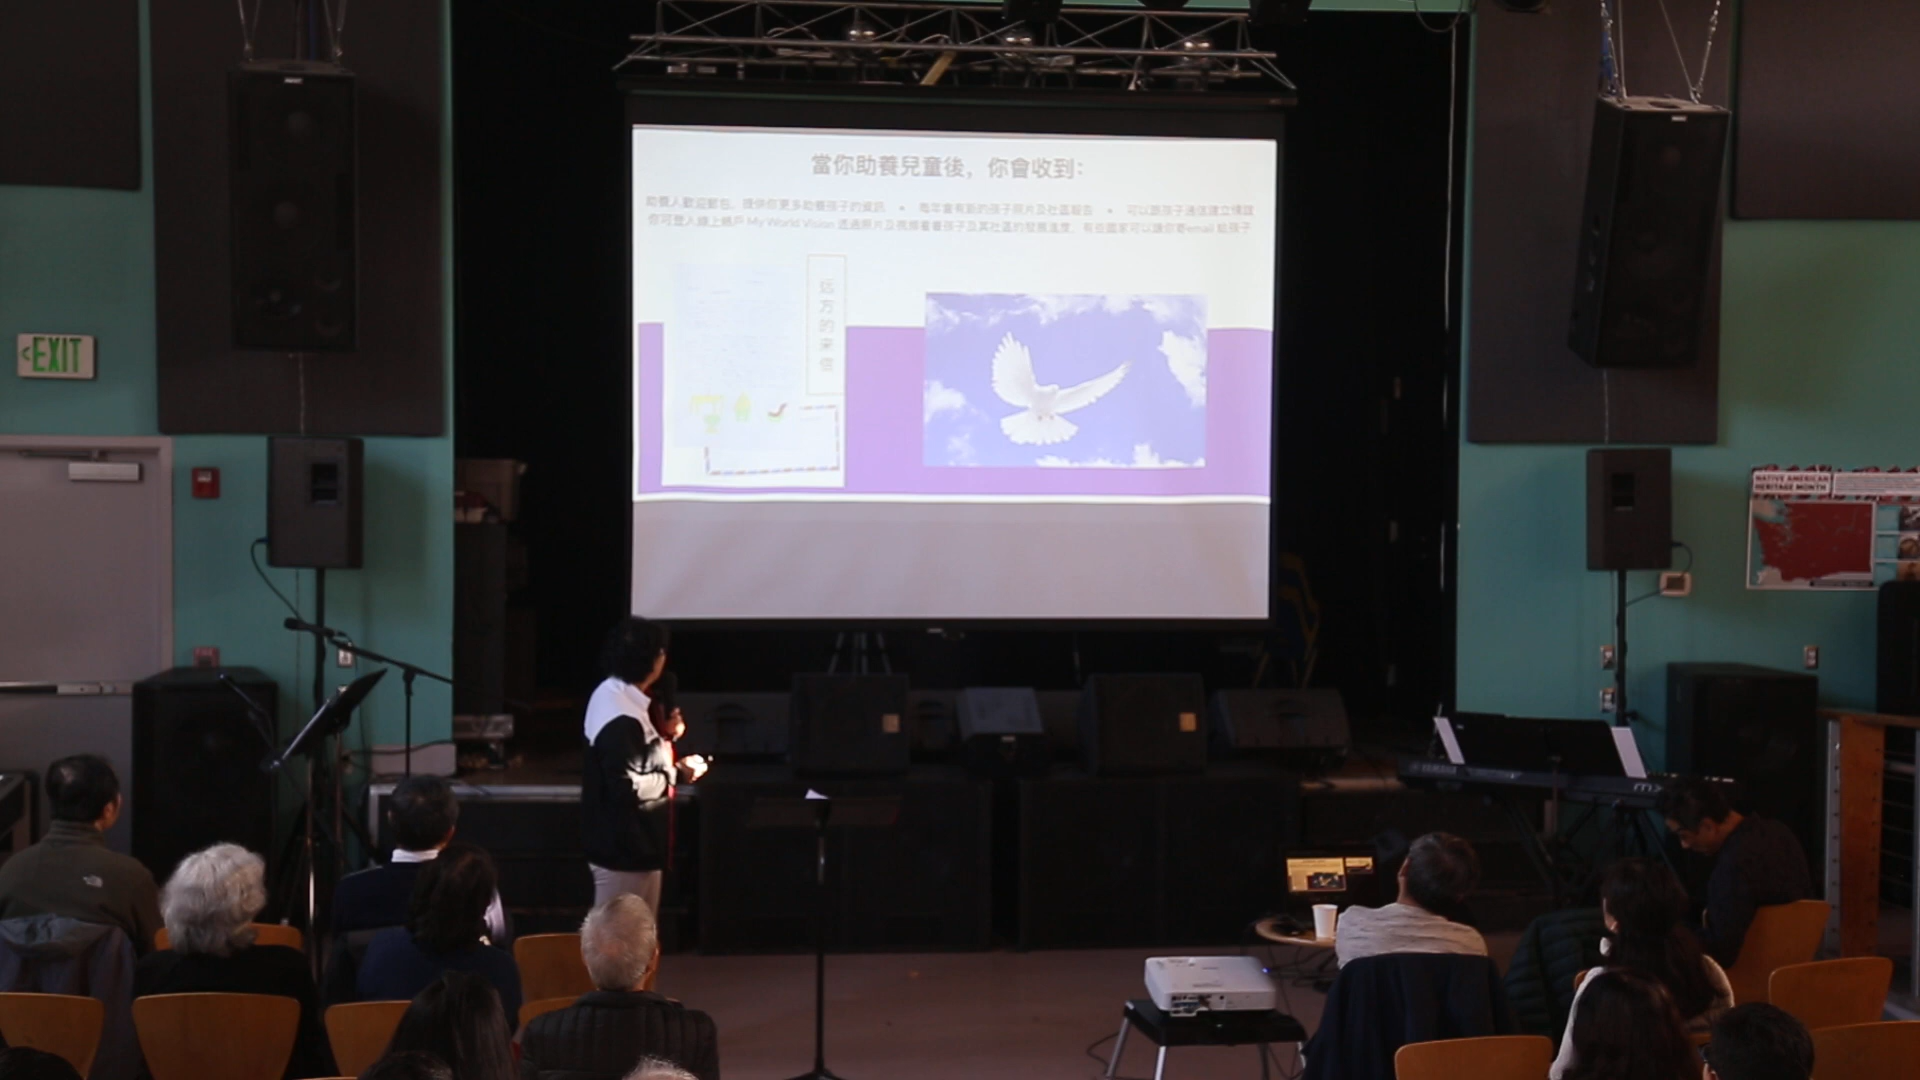 當你助養兒童後，你會收到：
助養人歡迎郵包，提供你更多助養孩子的資訊 • 每年會有新的孩子照片及社區報告 • 可以跟孩子通信建立情誼
你可登入線上帳戶 My World Vision 透過照片及視頻看看孩子及其社區的發展進度，有些國家可以讓你寄email 給孩子
远方的来信
EXIT
NATIVE AMERICAN
HERITAGE MONTH
YAMAHA